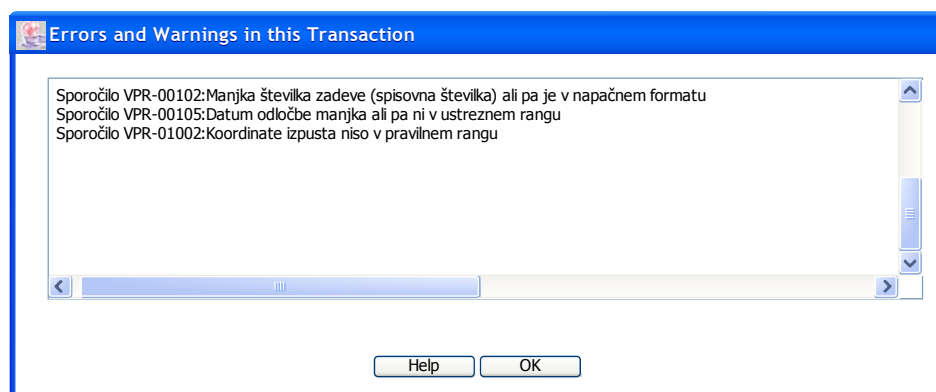 Errors and Warnings in this Transaction
Sporočilo VPR-00102:Manjka številka zadeve (spisovna številka) ali pa je v napačnem formatu
Sporočilo VPR-00105:Datum odločbe manjka ali pa ni v ustreznem rangu
Sporočilo VPR-01002:Koordinate izpusta niso v pravilnem rangu
Help OK